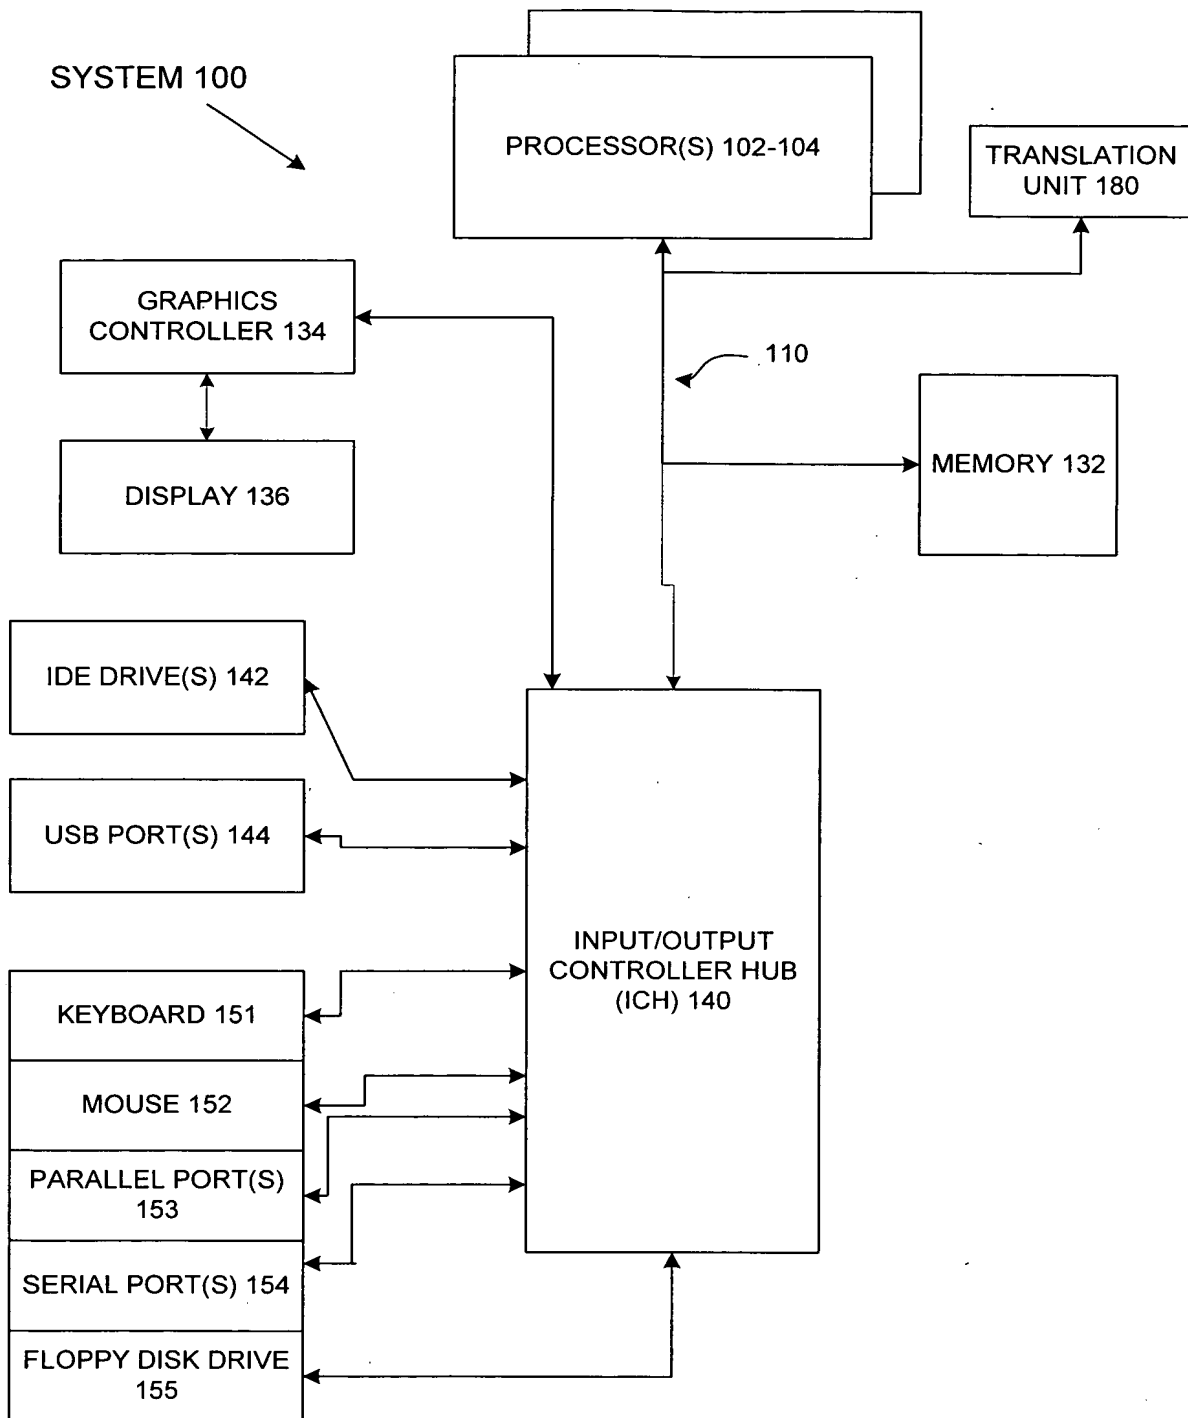 SYSTEM 100
PROCESSOR(S) 102-104
TRANSLATION
UNIT 180
GRAPHICS
CONTROLLER 134
110
DISPLAY 136
MEMORY 132
IDE DRIVE(S) 142
USB PORT(S) 144
INPUT/OUTPUT
CONTROLLER HUB
(ICH) 140
KEYBOARD 151
MOUSE 152
PARALLEL PORT(S)
153
SERIAL PORT(S) 154
FLOPPY DISK DRIVE
155